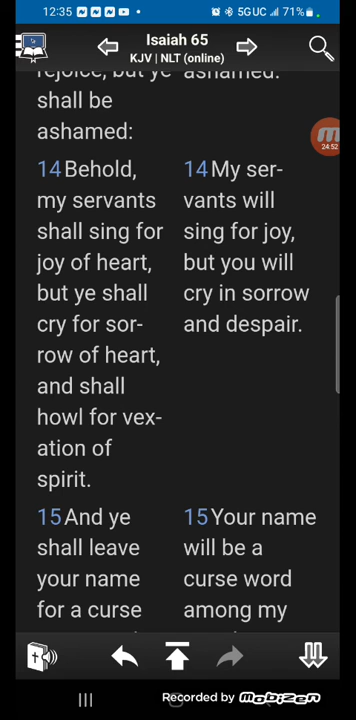 12:35
5GUC
71%
Isaiah 65
KJV | NLT (online)
24:52
rejoice, but ye
shall be
ashamed:
14 Behold,
my servants
shall sing for
joy of heart,
but ye shall
cry for sor-
row of heart,
and shall
howl for vex-
ation of
spirit.
15 And ye
shall leave
your name
for a curse
ashamed.
14 My ser-
vants will
sing for joy,
but you will
cry in sorrow
and despair.
15 Your name
will be a
curse word
among my
Recorded by Mobizen